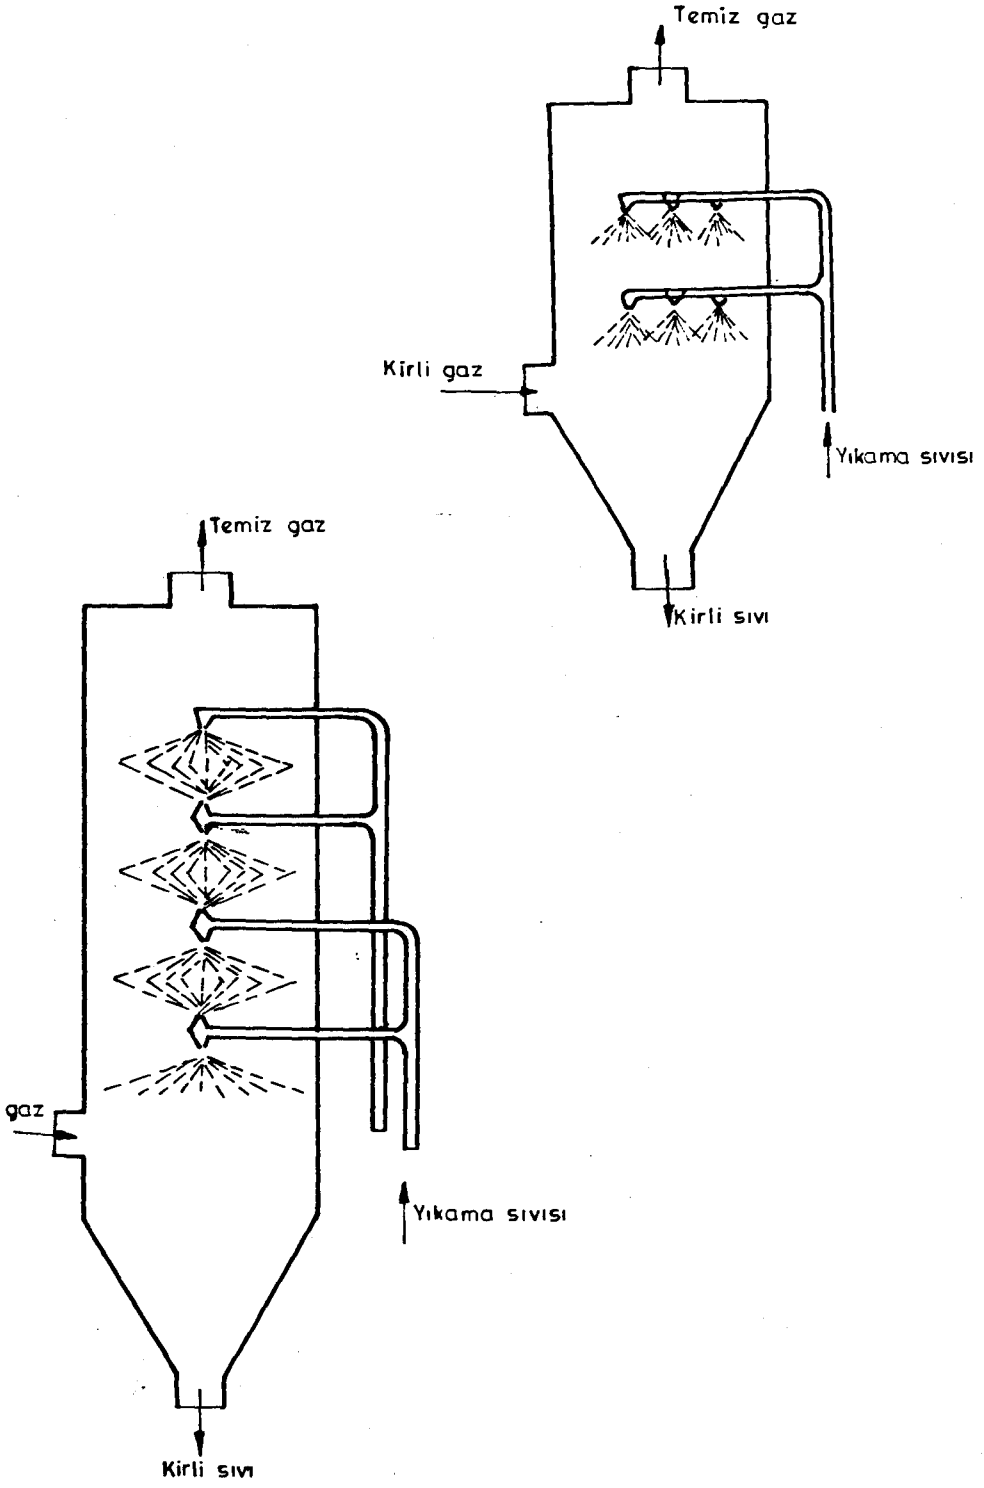 Temiz gaz
Kirli gaz
Yıkama sıvısı
Kirli sıvı
Temiz gaz
gaz
Yıkama sıvısı
Kirli sıvı